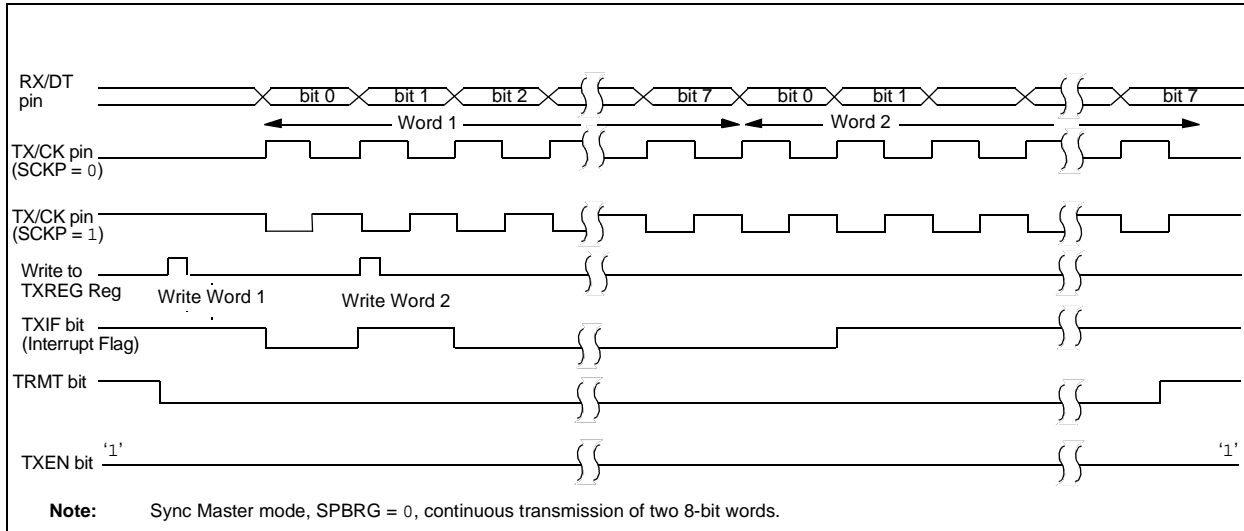 RX/DT
pin
bit 0 bit 1 bit 2 bit 7 bit 0 bit 1 bit 7
Word 1 Word 2
TX/CK pin
(SCKP = 0)
TX/CK pin
(SCKP = 1)
Write to
TXREG Reg
Write Word 1 Write Word 2
TXIF bit
(Interrupt Flag)
TRMT bit
TXEN bit ‘1’ ‘1’
Note: Sync Master mode, SPBRG = 0, continuous transmission of two 8-bit words.